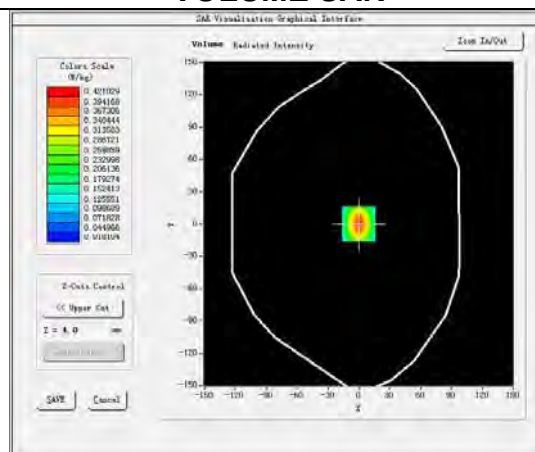 SAR Visualisation Graphical Interface
Volume Radiated Intensity
Zoom In/Out
Colors Scale
(W/kg)
0.421029
0.394168
0.367306
0.340444
0.313583
0.286721
0.259859
0.232998
0.206136
0.179274
0.152413
0.125551
0.098689
0.071828
0.044966
0.018104
150
120
90
60
30
0
-30
-60
-90
-120
-150
Y
-150 -120 -90 -60 -30 0 30 60 90 120 150
X
Z-Cuts Control
<< Upper Cut
Z = 4.0 mm
SAVE Cancel